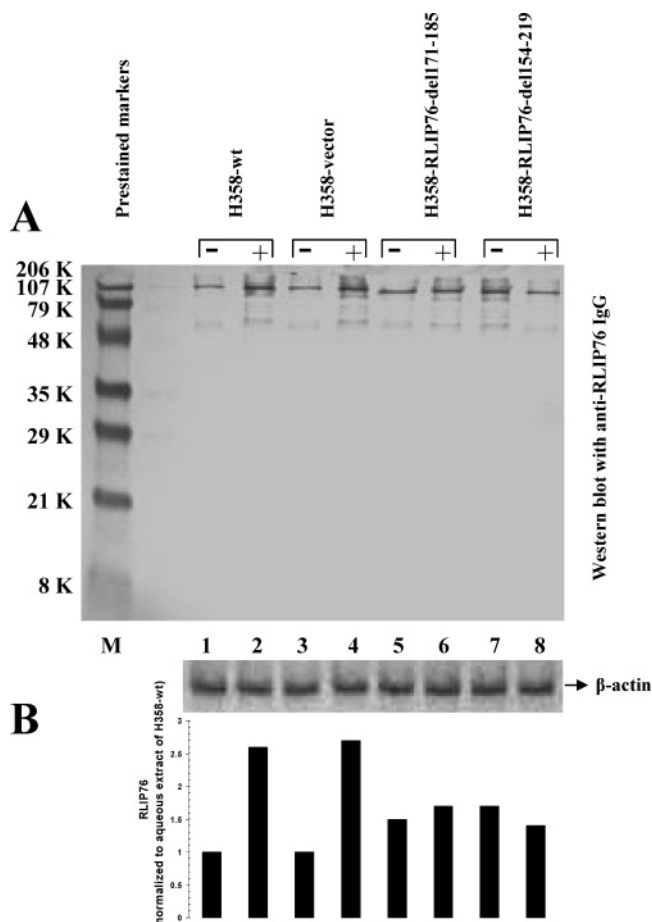 Prestained markers
H358-wt
H358-vector
H358-RLIP76-del171-185
H358-RLIP76-del154-219
A
- + - + - + - +
206 K
107 K
79 K
48 K
35 K
29 K
21 K
8 K
Western blot with anti-RLIP76 IgG
M 1 2 3 4 5 6 7 8
β-actin
B
RLIP76
normalized to aqueous extract of H358-wt)
3
2.5
2
1.5
1
0.5
0